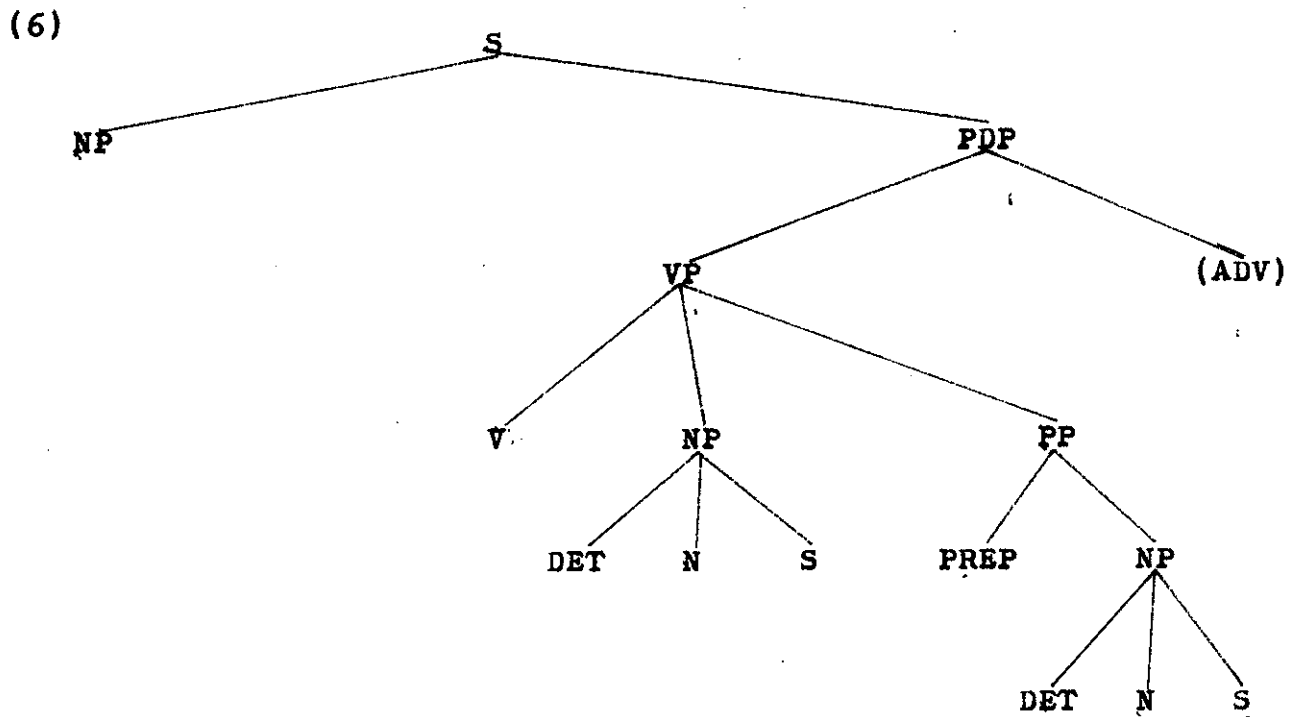 (6)
S
NP PDP
VP (ADV)
V NP PP
DET N S PREP NP
DET N S